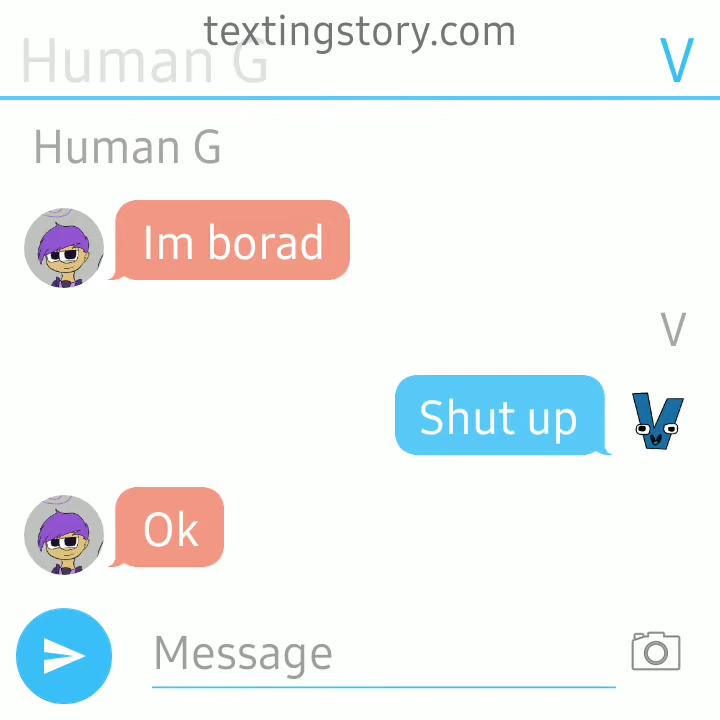 textingstory.com
Human G
V
Human G
Im borad
V
Shut up
Ok
Message